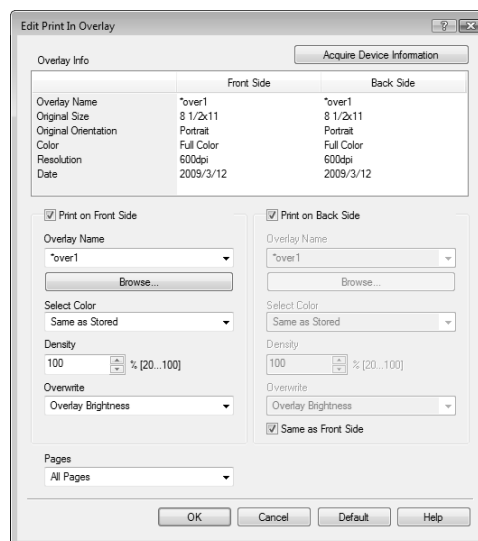 Edit Print In Overlay
Overlay Info
Acquire Device Information
Front Side Back Side
Overlay Name *over1 *over1
Original Size 8 1/2x11 8 1/2x11
Original Orientation Portrait Portrait
Color Full Color Full Color
Resolution 600dpi 600dpi
Date 2009/3/12 2009/3/12
Print on Front Side
Overlay Name
*over1
Browse...
Select Color
Same as Stored
Density
100 % [20...100]
Overwrite
Overlay Brightness
Print on Back Side
Overlay Name
*over1
Browse...
Select Color
Same as Stored
Density
100 % [20...100]
Overwrite
Overlay Brightness
Same as Front Side
Pages
All Pages
OK Cancel Default Help